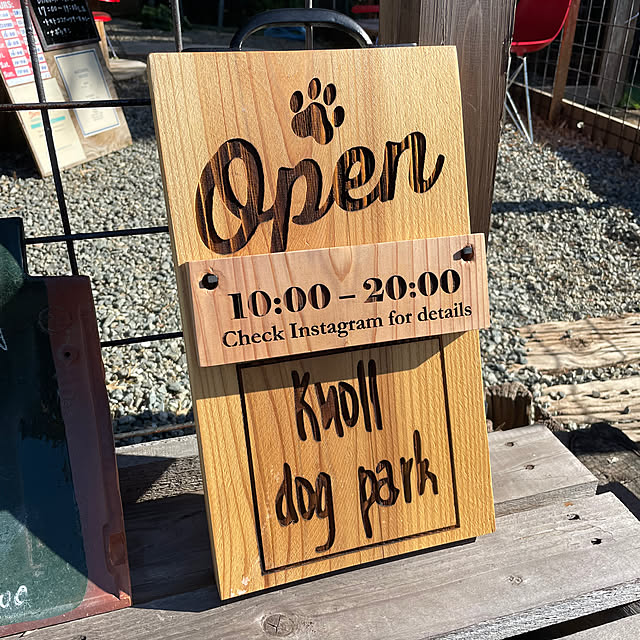 Open
10:00 – 20:00
Check Instagram for details
Knoll
dog park